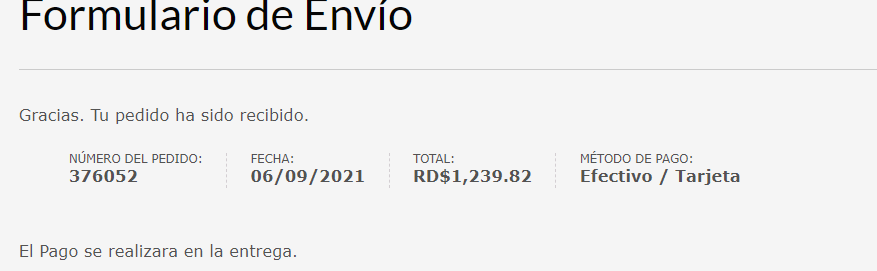 Formulario de Envío
Gracias. Tu pedido ha sido recibido.
NÚMERO DEL PEDIDO: FECHA: TOTAL: MÉTODO DE PAGO:
376052 06/09/2021 RD$1,239.82 Efectivo / Tarjeta
El Pago se realizara en la entrega.